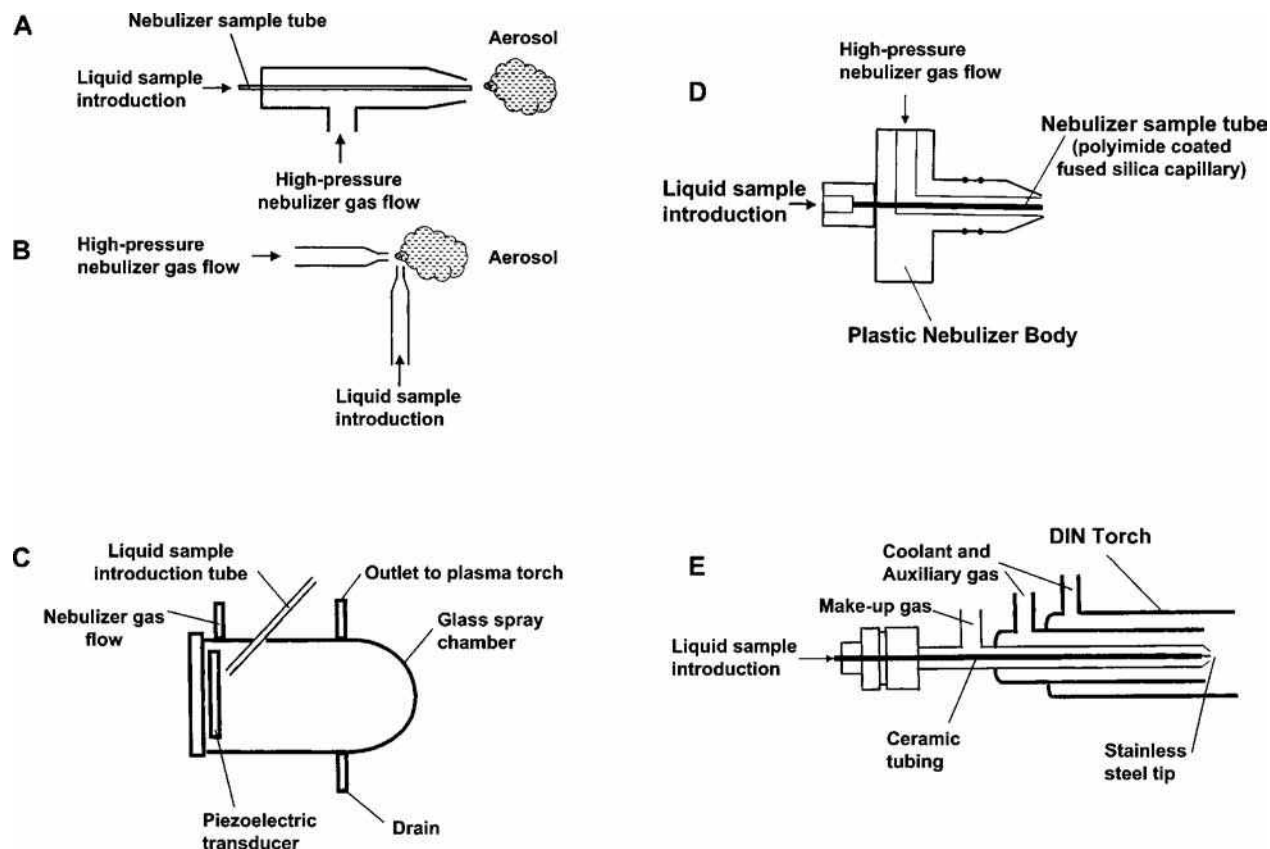 A
Nebulizer sample tube
Aerosol
Liquid sample
introduction
High-pressure
nebulizer gas flow
B
High-pressure
nebulizer gas flow
Aerosol
Liquid sample
introduction
D
High-pressure
nebulizer gas flow
Nebulizer sample tube
(polyimide coated
fused silica capillary)
Liquid sample
introduction
Plastic Nebulizer Body
C
Liquid sample
introduction tube
Nebulizer gas
flow
Outlet to plasma torch
Glass spray
chamber
Piezoelectric
transducer
Drain
E
DIN Torch
Coolant and
Auxiliary gas
Make-up gas
Liquid sample
introduction
Ceramic
tubing
Stainless
steel tip